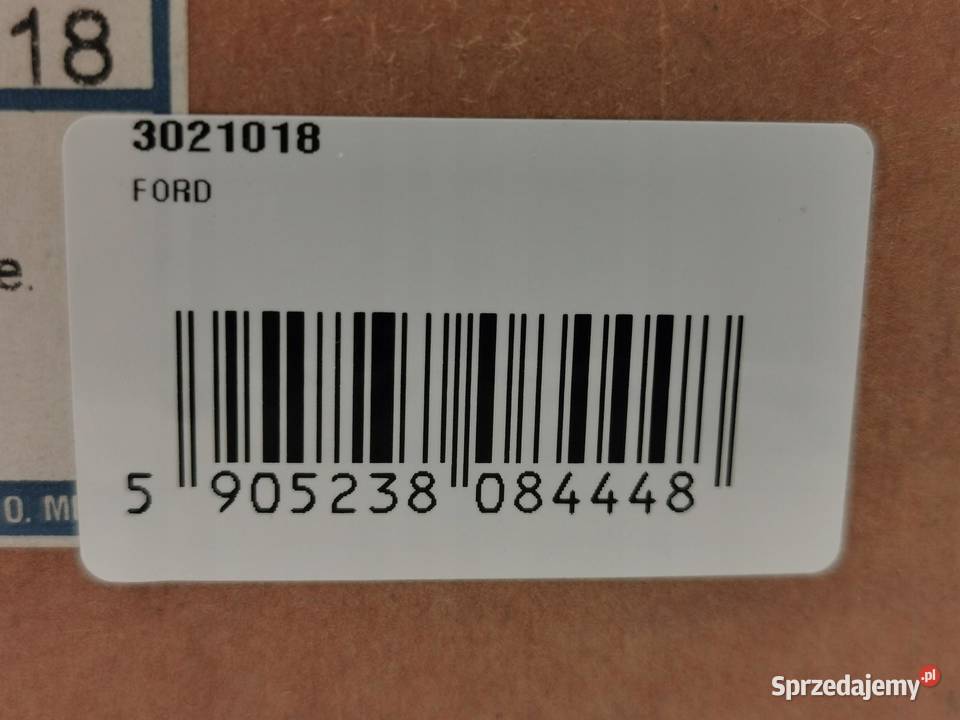 18
3021018
FORD
e.
O. M
5 905238 084448
Sprzedajemy.pl